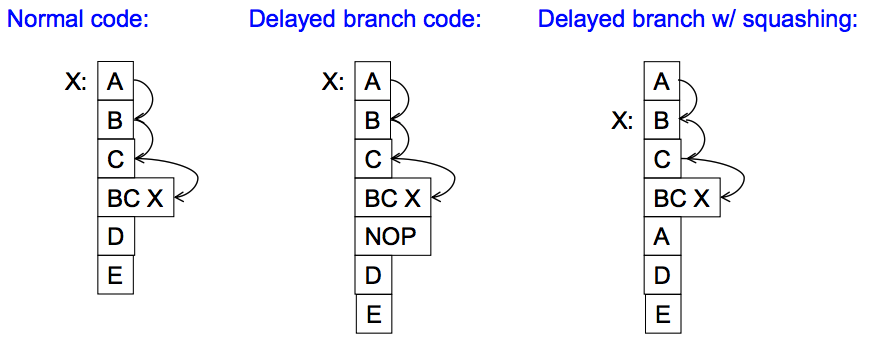 Normal code:
X: A
B
C
BC X
D
E
Delayed branch code:
X: A
B
C
BC X
NOP
D
E
Delayed branch w/ squashing:
A
X: B
C
BC X
A
D
E